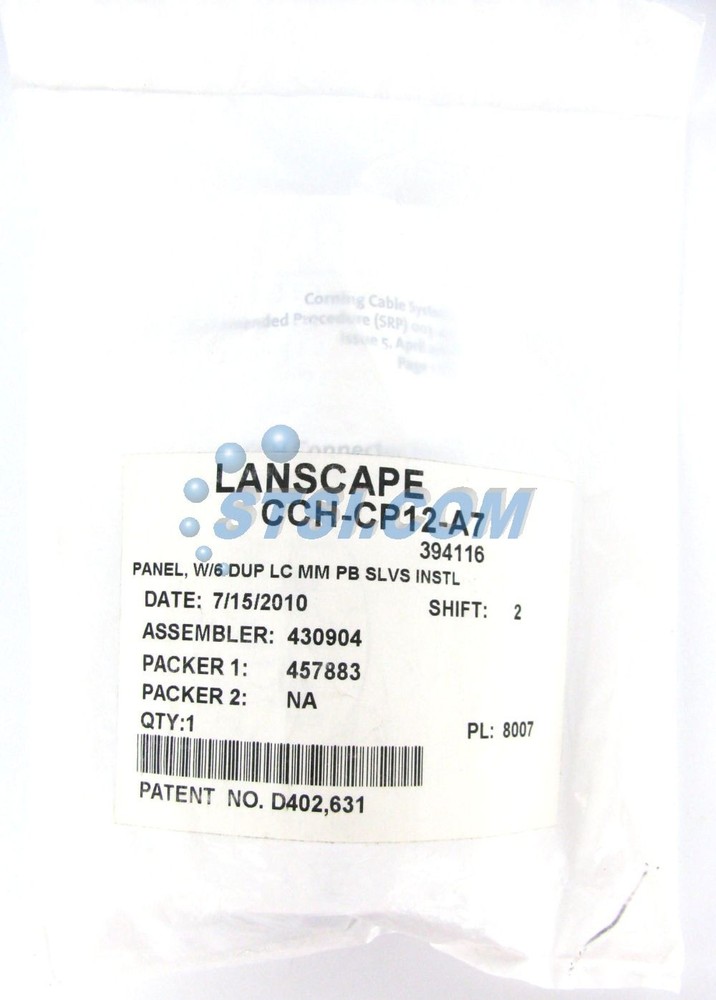 Corning Cable
Procedure (SRP)
Issue 5, April
Page
Connect
LANSCAPE
STSI.COM
CCH-CP12-A7
394116
PANEL, W/6 DUP LC MM PB SLVS INSTL
DATE: 7/15/2010 SHIFT: 2
ASSEMBLER: 430904
PACKER 1: 457883
PACKER 2: NA
QTY:1 PL: 8007
PATENT NO. D402,631